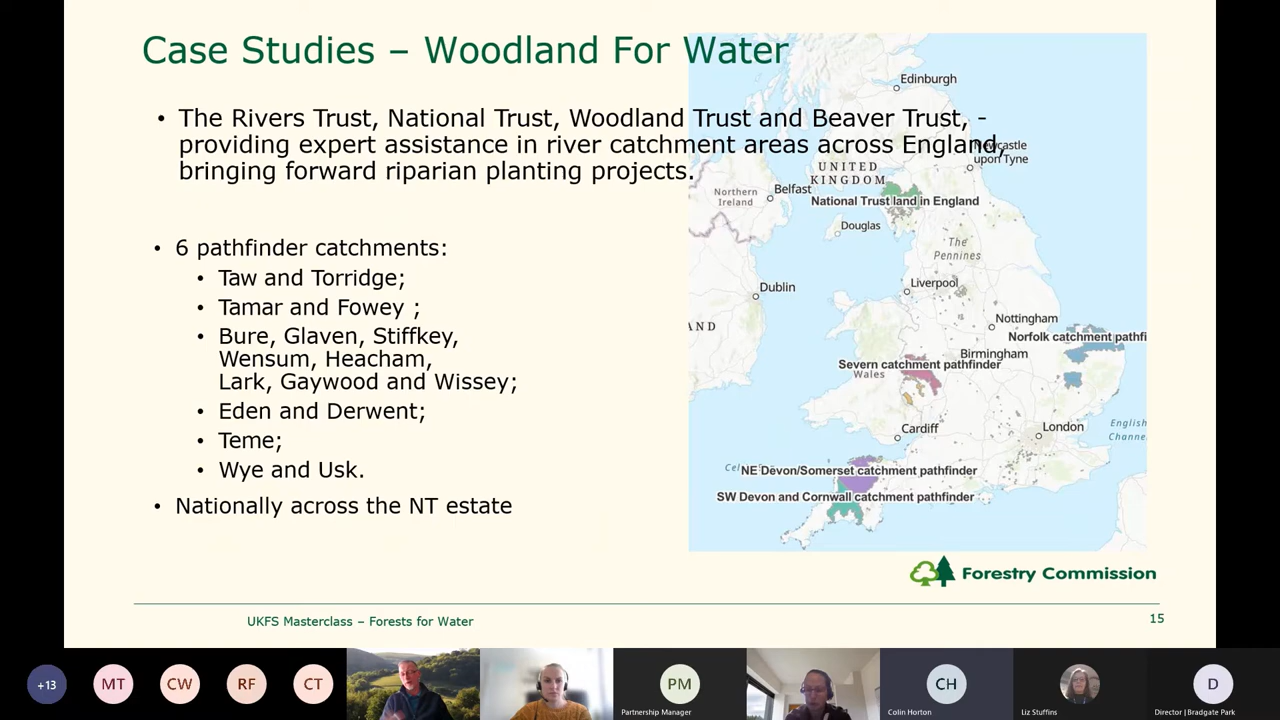 Case Studies – Woodland For Water
• The Rivers Trust, National Trust, Woodland Trust and Beaver Trust, -
providing expert assistance in river catchment areas across England,
bringing forward riparian planting projects.
• 6 pathfinder catchments:
• Taw and Torridge;
• Tamar and Fowey ;
• Bure, Glaven, Stiffkey,
Wensum, Heacham,
Lark, Gaywood and Wissey;
• Eden and Derwent;
• Teme;
• Wye and Usk.
• Nationally across the NT estate
Edinburgh
Newcastle
upon Tyne
UNITED
KINGDOM
Northern
Ireland
Belfast
National Trust land in England
Douglas
The
Pennines
Dublin
Liverpool
AND
Nottingham
Norfolk catchment pathfi
Birmingham
Severn catchment pathfinder
Wales
Cardiff
London
English
Channe
Cel
NE Devon/Somerset catchment pathfinder
SW Devon and Cornwall catchment pathfinder
Forestry Commission
UKFS Masterclass – Forests for Water
15
+13
MT
CW
RF
CT
PM
Partnership Manager
CH
Colin Horton
Liz Stuffins
D
Director | Bradgate Park